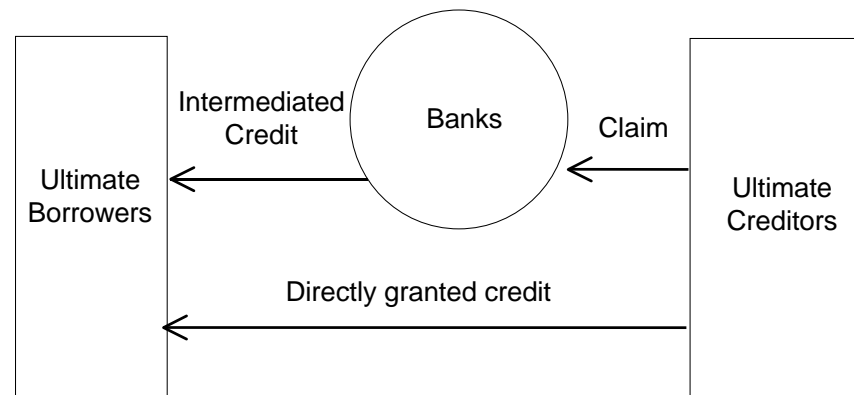 Intermediated
Credit
Banks
Claim
Ultimate
Borrowers
Ultimate
Creditors
Directly granted credit